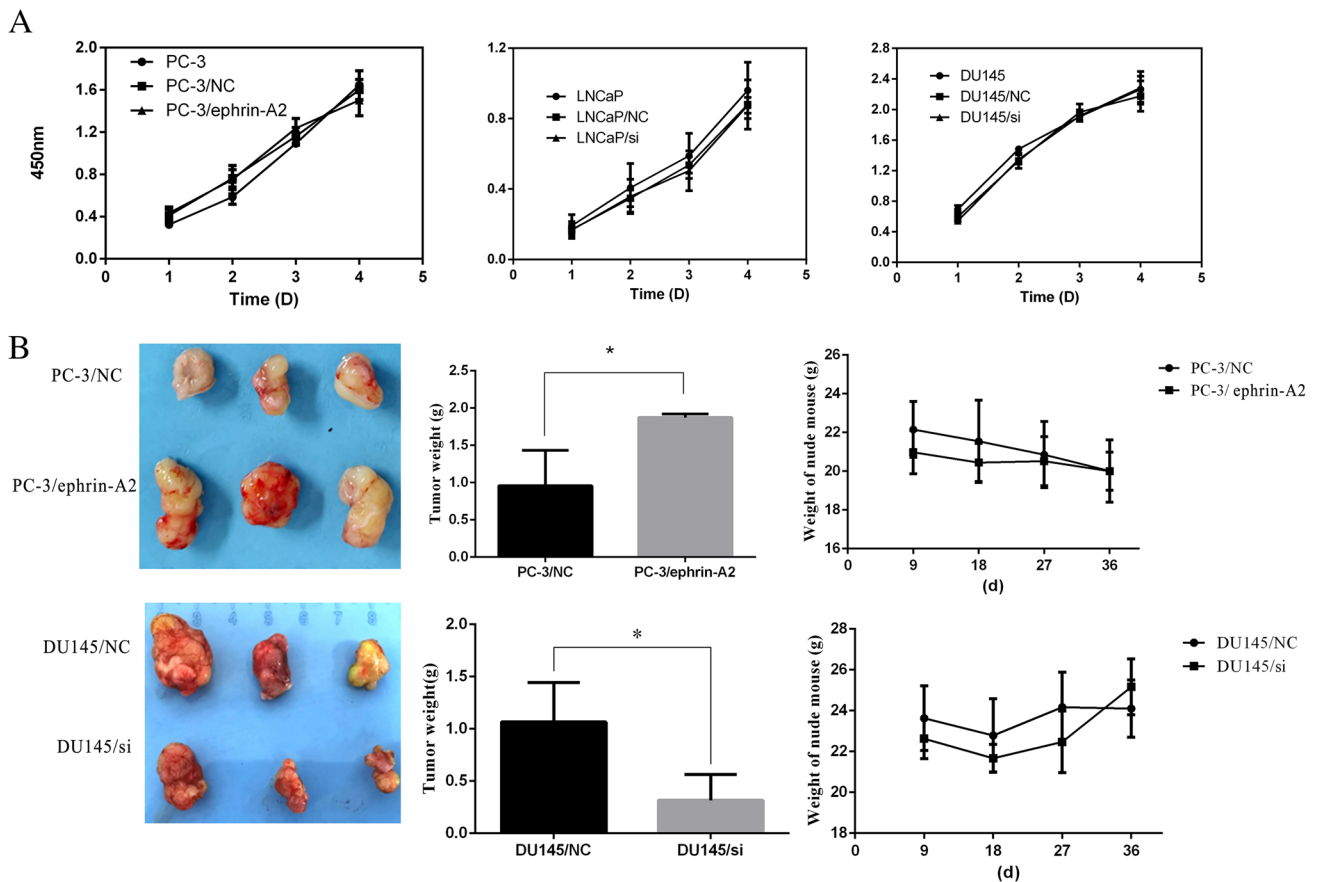 A
PC-3
PC-3/NC
PC-3/ephrin-A2
450nm
2.0
1.6
1.2
0.8
0.4
0.0
0 1 2 3 4 5
Time (D)
LNCaP
LNCaP/NC
LNCaP/si
1.2
0.8
0.4
0.0
0 1 2 3 4 5
Time (D)
DU145
DU145/NC
DU145/si
2.8
2.4
2.0
1.6
1.2
0.8
0.4
0.0
0 1 2 3 4 5
Time (D)
B
PC-3/NC
PC-3/ephrin-A2
Tumor weight (g)
2.5
2.0
1.5
1.0
0.5
0.0
*
PC-3/NC PC-3/ephrin-A2
Weight of nude mouse (g)
26
24
22
20
18
16
0 9 18 27 36
(d)
PC-3/NC
PC-3/ ephrin-A2
DU145/NC
DU145/si
Tumor weight(g)
2.0
1.5
1.0
0.5
0.0
*
DU145/NC DU145/si
Weight of nude mouse (g)
28
26
24
22
20
18
0 9 18 27 36
(d)
DU145/NC
DU145/si